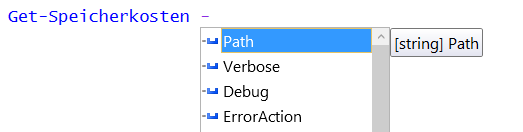 Get-Speicherkosten -
Path
[string] Path
Verbose
Debug
ErrorAction